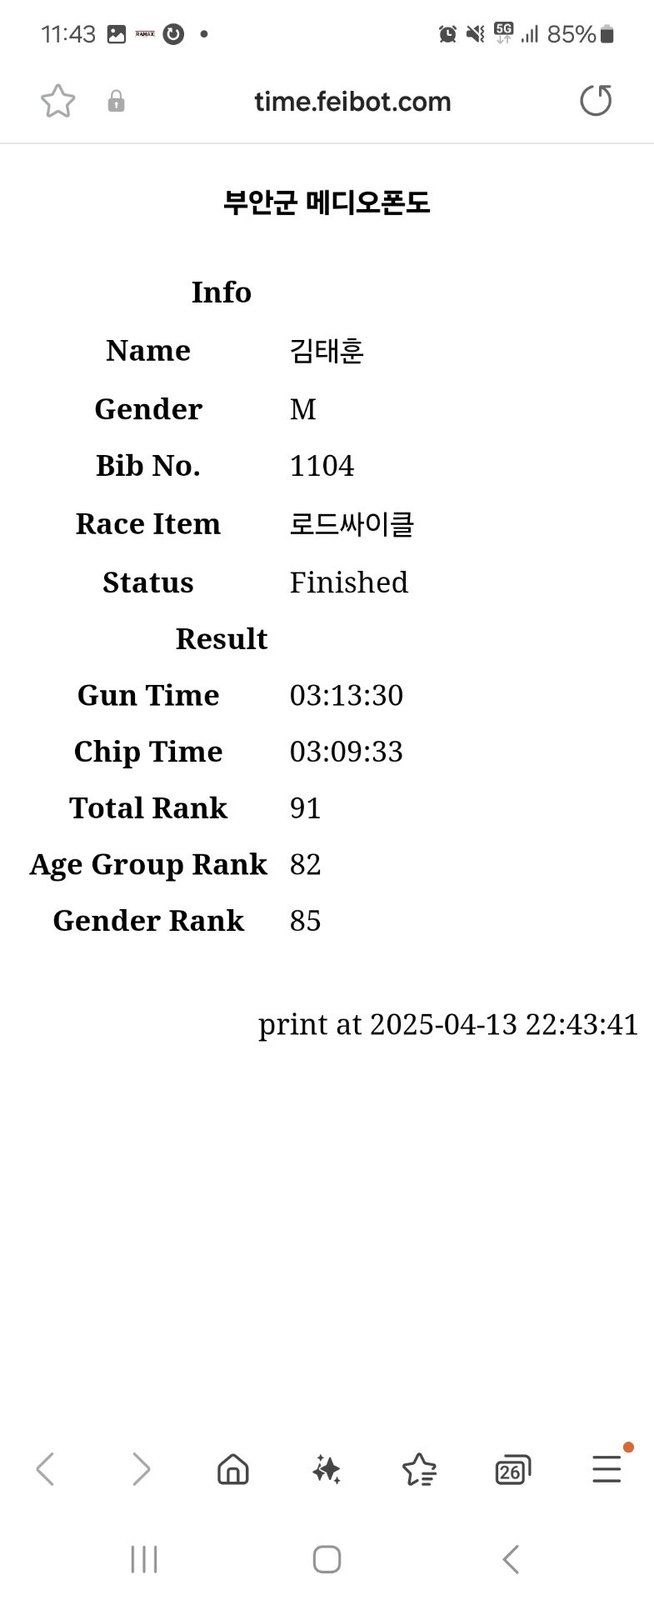 11:43
5G
85%
time.feibot.com
부안군 메디오폰도
Info
Name 김태훈
Gender M
Bib No. 1104
Race Item 로드싸이클
Status Finished
Result
Gun Time 03:13:30
Chip Time 03:09:33
Total Rank 91
Age Group Rank 82
Gender Rank 85
print at 2025-04-13 22:43:41
26